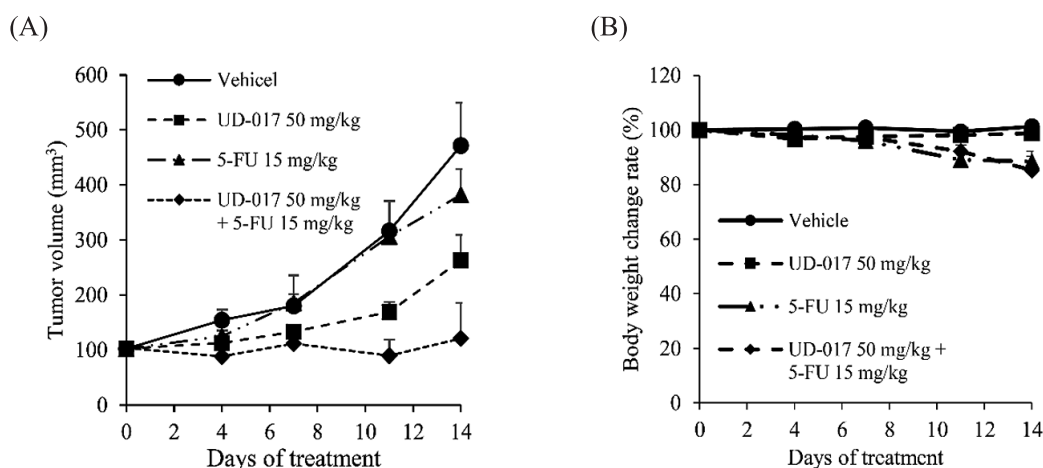 (A)
Tumor volume (mm³)
600
500
400
300
200
100
0
0 2 4 6 8 10 12 14
Days of treatment
Vehicel
UD-017 50 mg/kg
5-FU 15 mg/kg
UD-017 50 mg/kg
+ 5-FU 15 mg/kg
(B)
Body weight change rate (%)
120
100
80
60
40
20
0
0 2 4 6 8 10 12 14
Days of treatment
Vehicle
UD-017 50 mg/kg
5-FU 15 mg/kg
UD-017 50 mg/kg +
5-FU 15 mg/kg